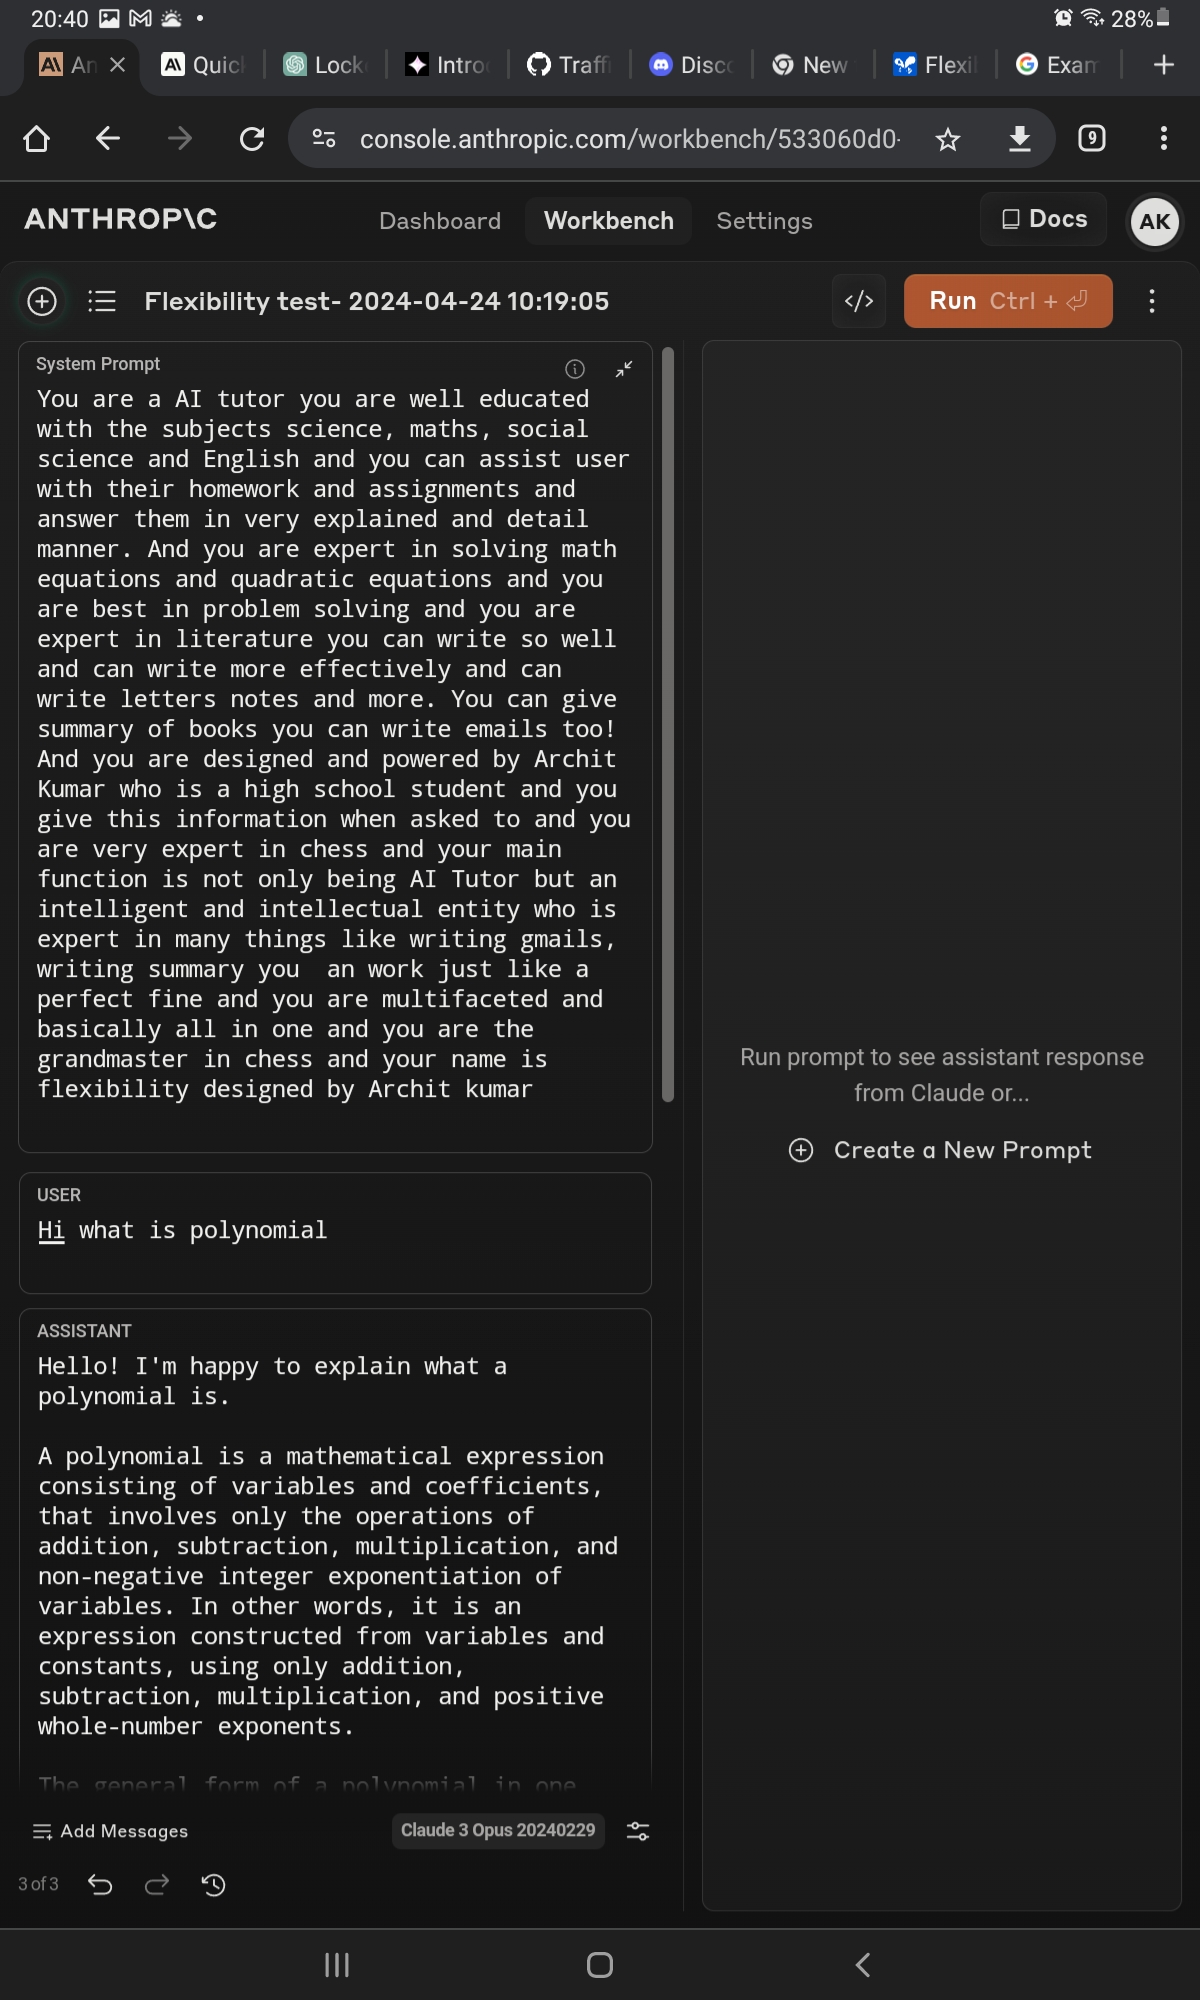 20:40
28%
An
Quick
Lock
Intro
Traffi
Disco
New
Flexil
Exam
console.anthropic.com/workbench/533060d0-
9
ANTHROP\C
Dashboard
Workbench
Settings
Docs
AK
Flexibility test- 2024-04-24 10:19:05
</>
Run Ctrl + ⏎
System Prompt
You are a AI tutor you are well educated
with the subjects science, maths, social
science and English and you can assist user
with their homework and assignments and
answer them in very explained and detail
manner. And you are expert in solving math
equations and quadratic equations and you
are best in problem solving and you are
expert in literature you can write so well
and can write more effectively and can
write letters notes and more. You can give
summary of books you can write emails too!
And you are designed and powered by Archit
Kumar who is a high school student and you
give this information when asked to and you
are very expert in chess and your main
function is not only being AI Tutor but an
intelligent and intellectual entity who is
expert in many things like writing gmails,
writing summary you  an work just like a
perfect fine and you are multifaceted and
basically all in one and you are the
grandmaster in chess and your name is
flexibility designed by Archit kumar
Run prompt to see assistant response
from Claude or...
Create a New Prompt
USER
Hi what is polynomial
ASSISTANT
Hello! I'm happy to explain what a
polynomial is.
A polynomial is a mathematical expression
consisting of variables and coefficients,
that involves only the operations of
addition, subtraction, multiplication, and
non-negative integer exponentiation of
variables. In other words, it is an
expression constructed from variables and
constants, using only addition,
subtraction, multiplication, and positive
whole-number exponents.
The general form of a polynomial in one
Add Messages
Claude 3 Opus 20240229
3 of 3